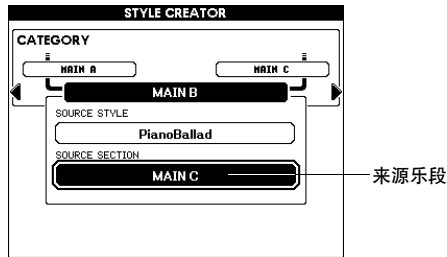 STYLE CREATOR
CATEGORY
MAIN A
MAIN C
MAIN B
SOURCE STYLE
PianoBallad
SOURCE SECTION
MAIN C
来源乐段